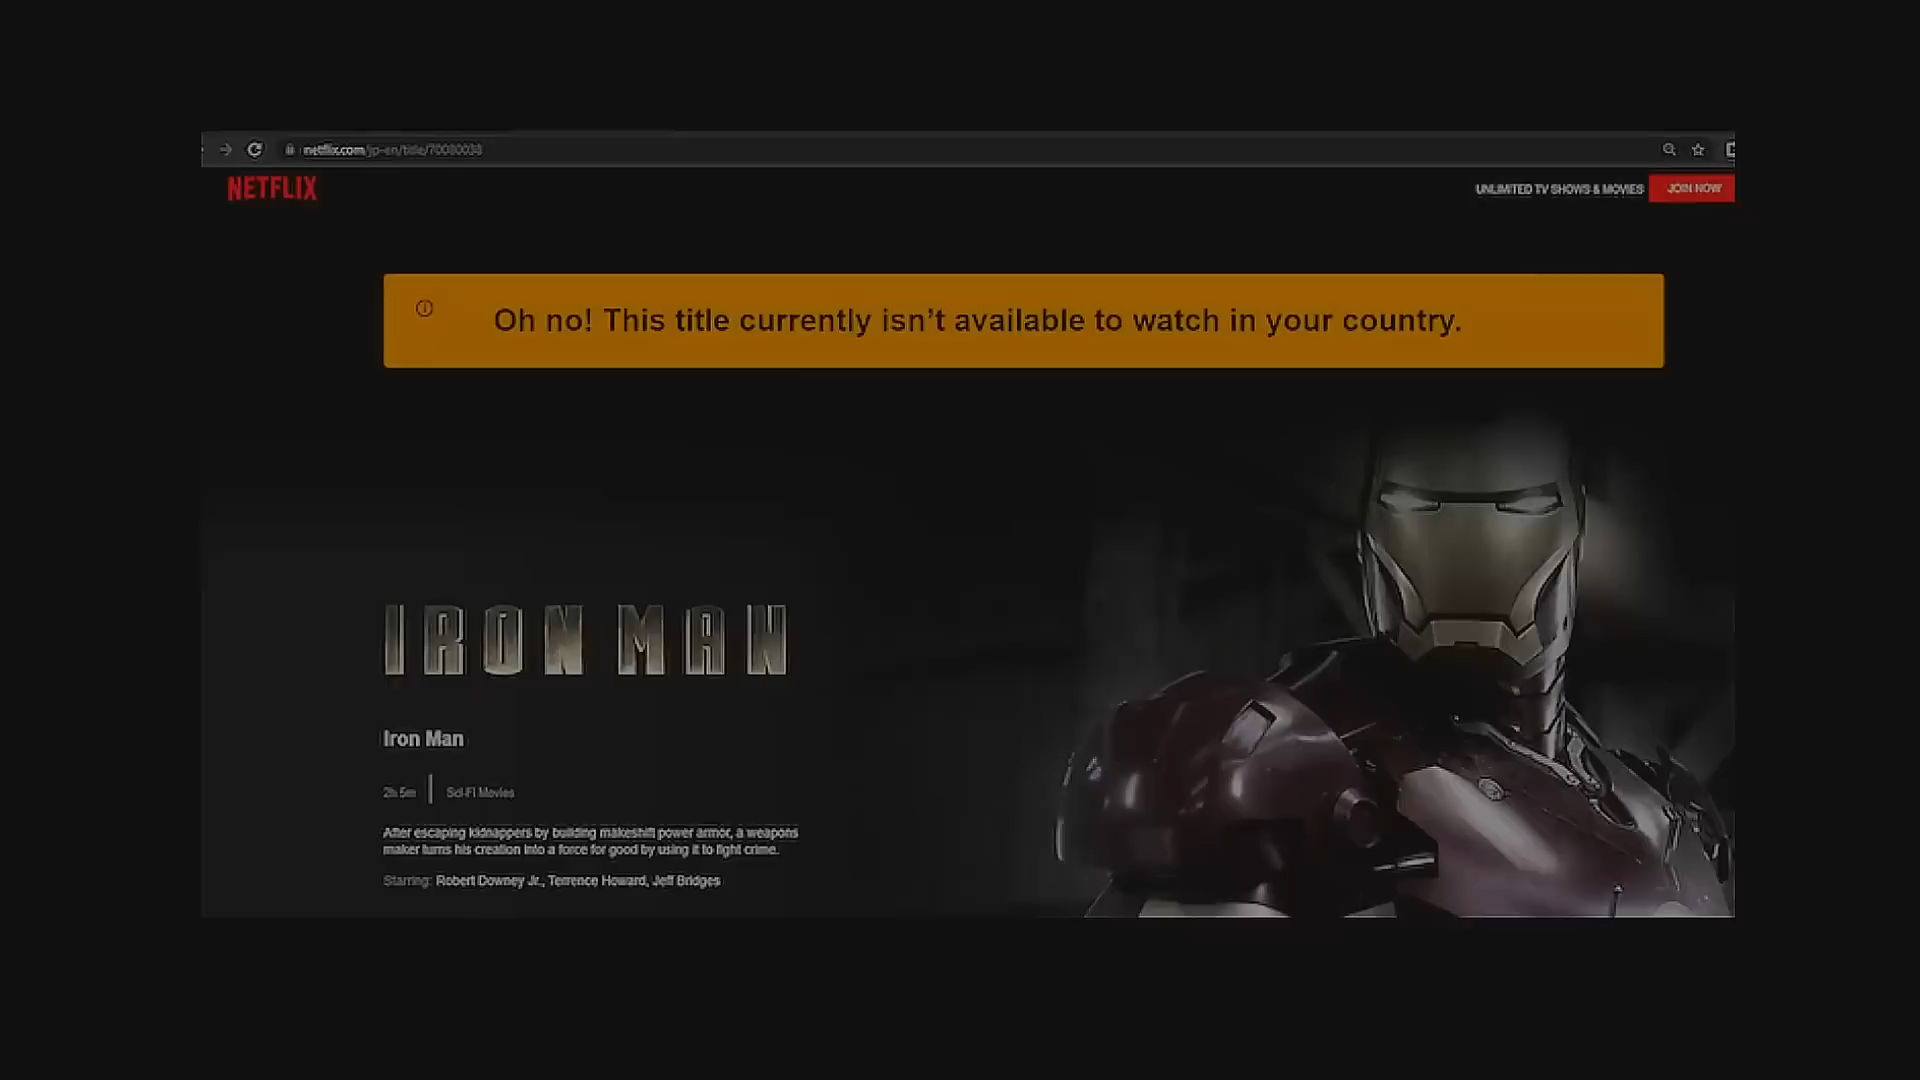 netflix.com/jp-en/title/70080038
NETFLIX
UNLIMITED TV SHOWS & MOVIES
JOIN NOW
Oh no! This title currently isn't available to watch in your country.
IRON MAN
Iron Man
2h 5m | Sci-Fi Movies
After escaping kidnappers by building makeshift power armor, a weapons
maker turns his creation into a force for good by using it to fight crime.
Starring: Robert Downey Jr., Terrence Howard, Jeff Bridges